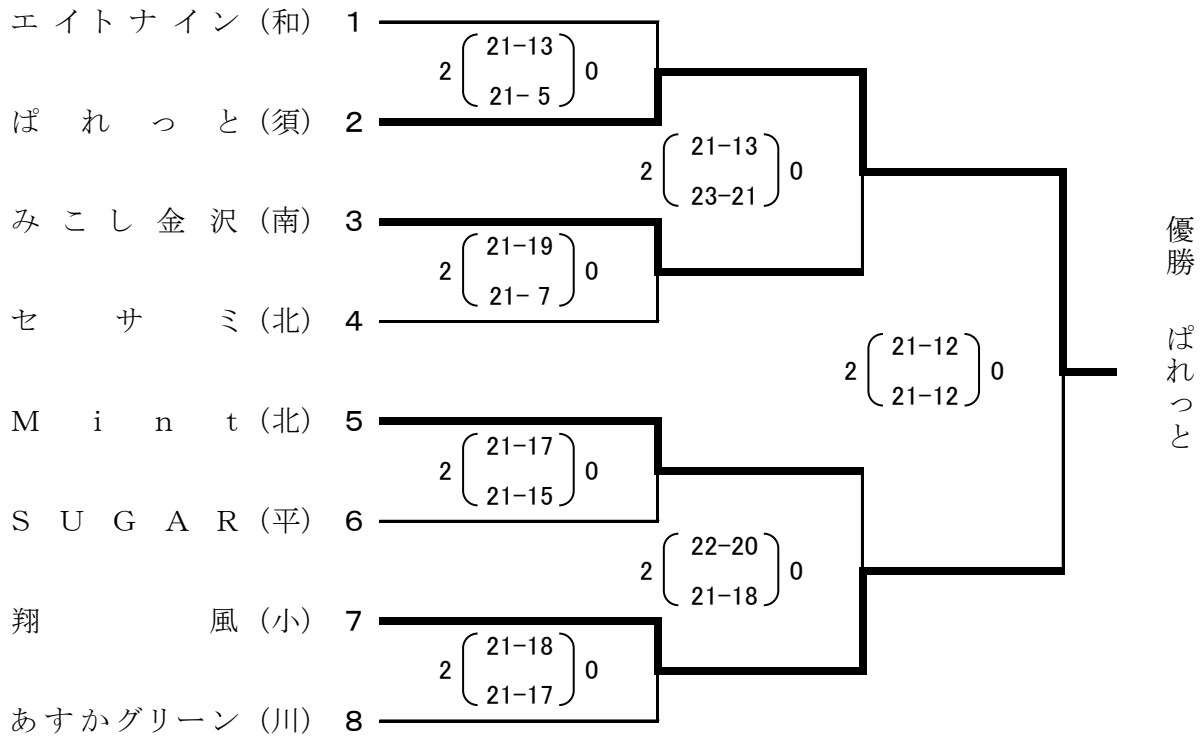 エイトナイン（和） 1
21-13
2 0
21- 5
ぱれっと（須） 2
21-13
2 0
23-21
みこし金沢（南） 3
21-19
2 0
21- 7
セサミ（北） 4
21-12
2 0
21-12
優勝 ぱれっと
Mint（北） 5
21-17
2 0
21-15
SUGAR（平） 6
22-20
2 0
21-18
翔風（小） 7
21-18
2 0
21-17
あすかグリーン（川） 8